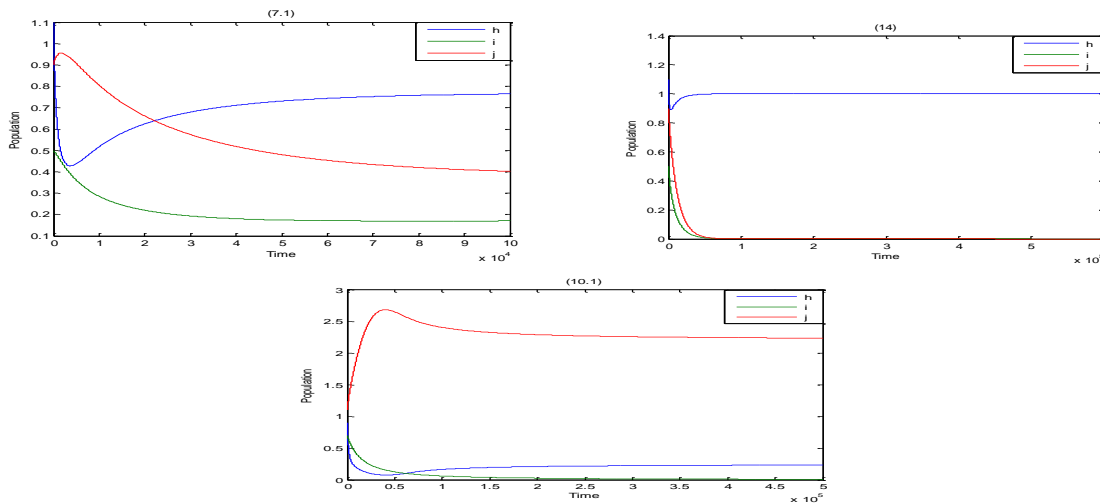 (7.1)
1.1
1
0.9
0.8
0.7
0.6
0.5
0.4
0.3
0.2
0.1
Population
h
i
j
0 1 2 3 4 5 6 7 8 9 10
Time
x 10^4
(14)
1.4
1.2
1
0.8
0.6
0.4
0.2
0
Population
h
i
j
0 1 2 3 4 5
Time
(10.1)
3
2.5
2
1.5
1
0.5
0
Population
h
i
j
0 0.5 1 1.5 2 2.5 3 3.5 4 4.5 5
Time
x 10^5